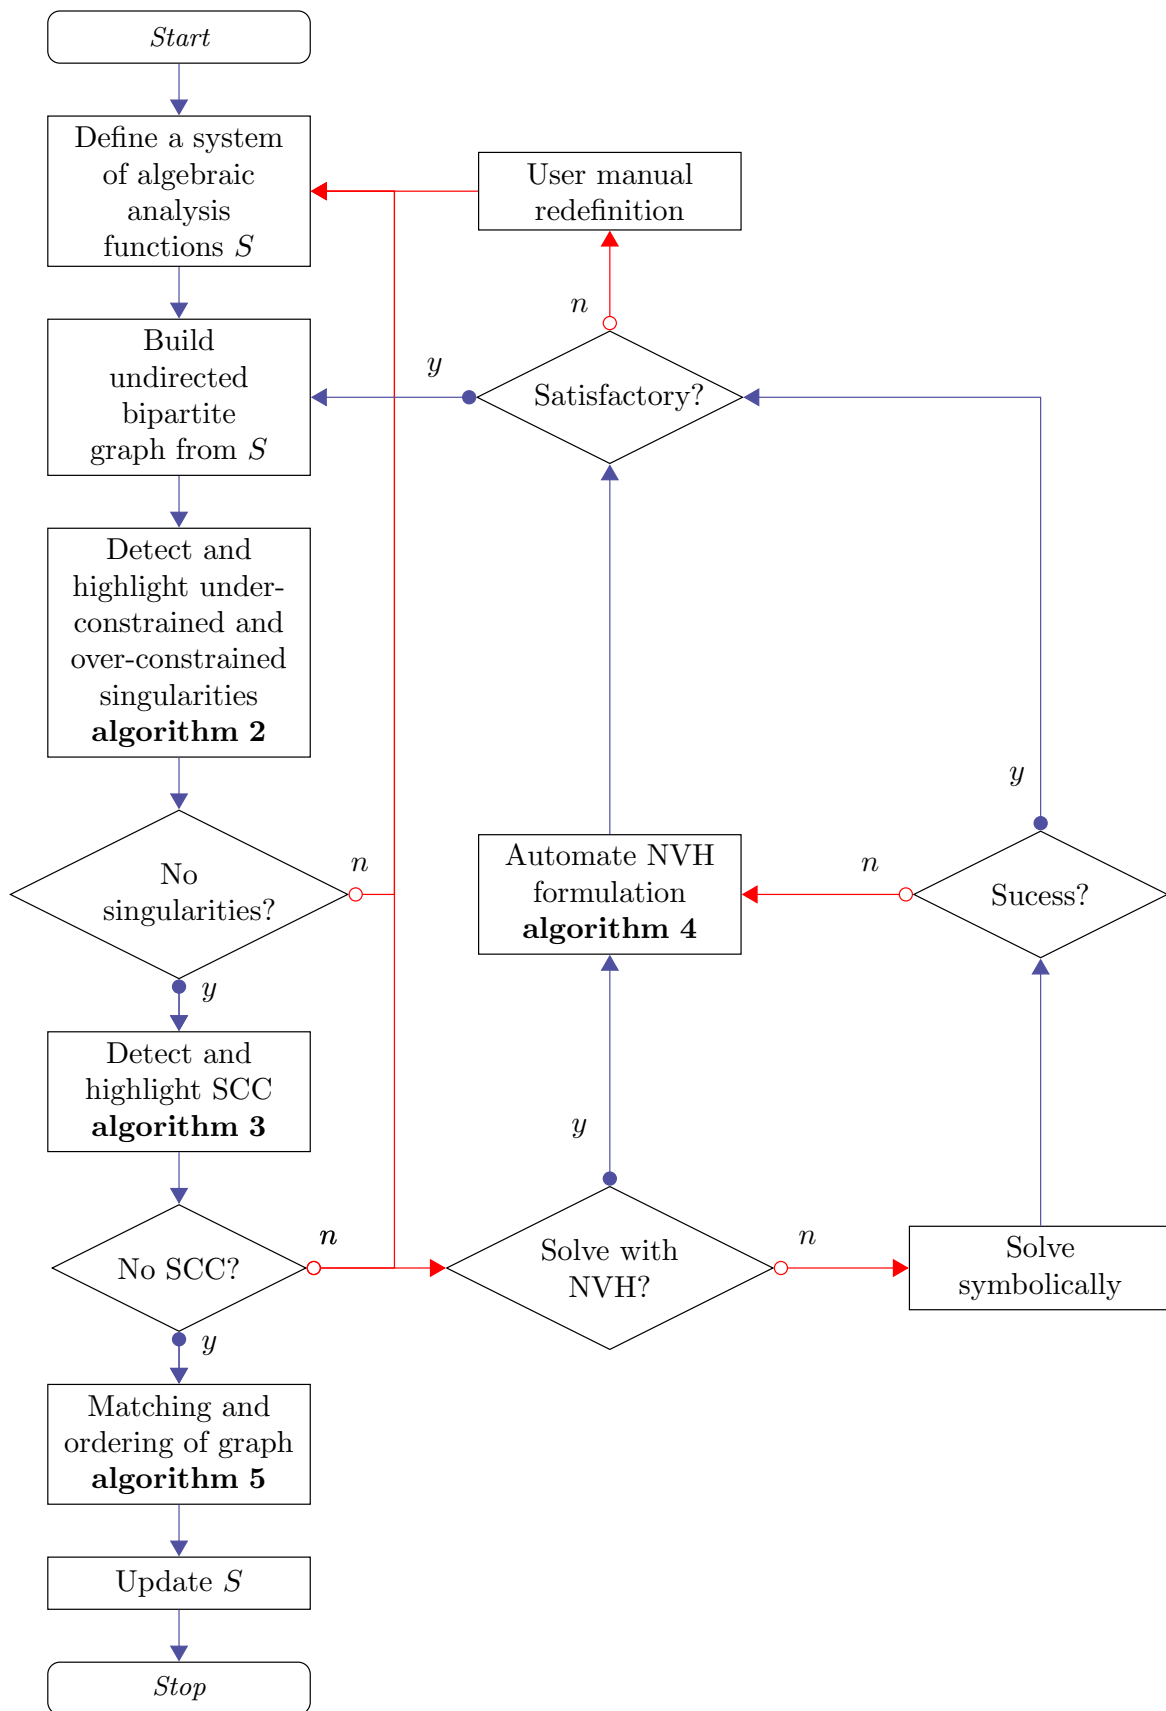 Start
Define a system
of algebraic
analysis
functions S
User manual
redefinition
n
Build
undirected
bipartite
graph from S
y
Satisfactory?
Detect and
highlight under-
constrained and
over-constrained
singularities
algorithm 2
y
No
singularities?
n
Automate NVH
formulation
algorithm 4
n
Sucess?
y
Detect and
highlight SCC
algorithm 3
y
No SCC?
n
Solve with
NVH?
n
Solve
symbolically
y
Matching and
ordering of graph
algorithm 5
Update S
Stop